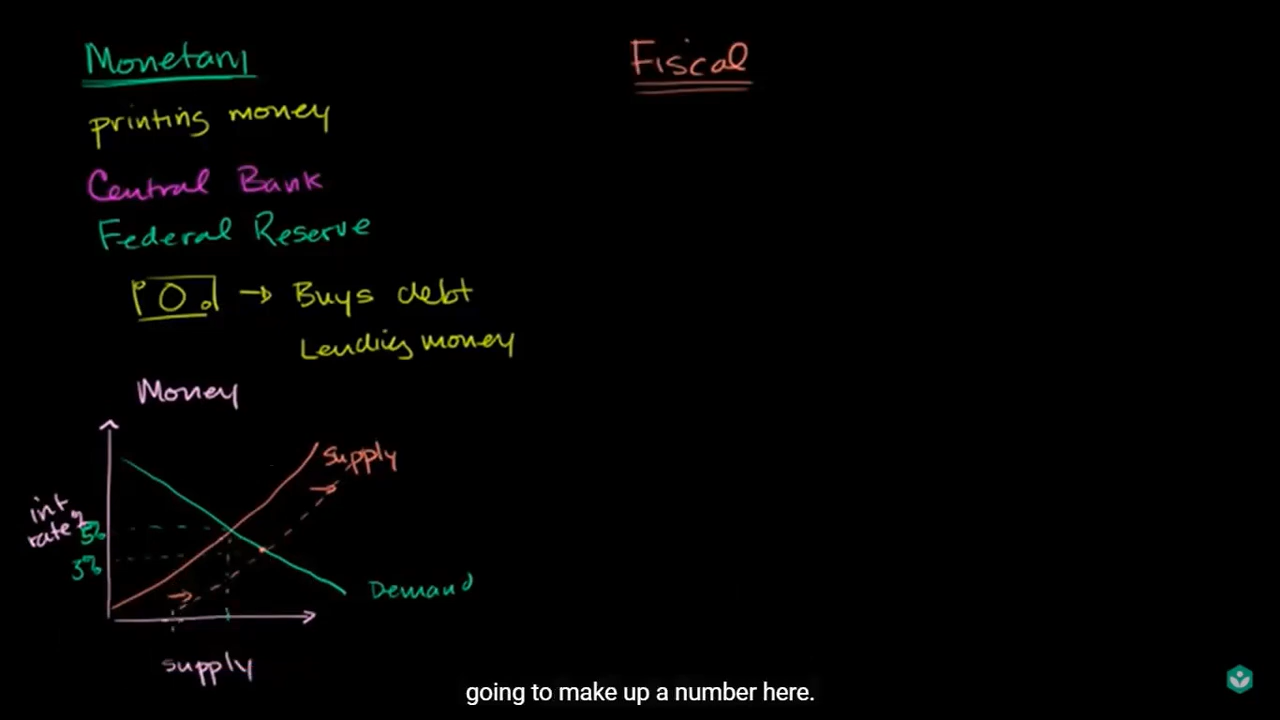 Monetary
printing money
Central Bank
Federal Reserve
→ Buys debt
Lending money
Money
supply
int
rate %
5%
3%
Demand
supply
Fiscal
going to make up a number here.